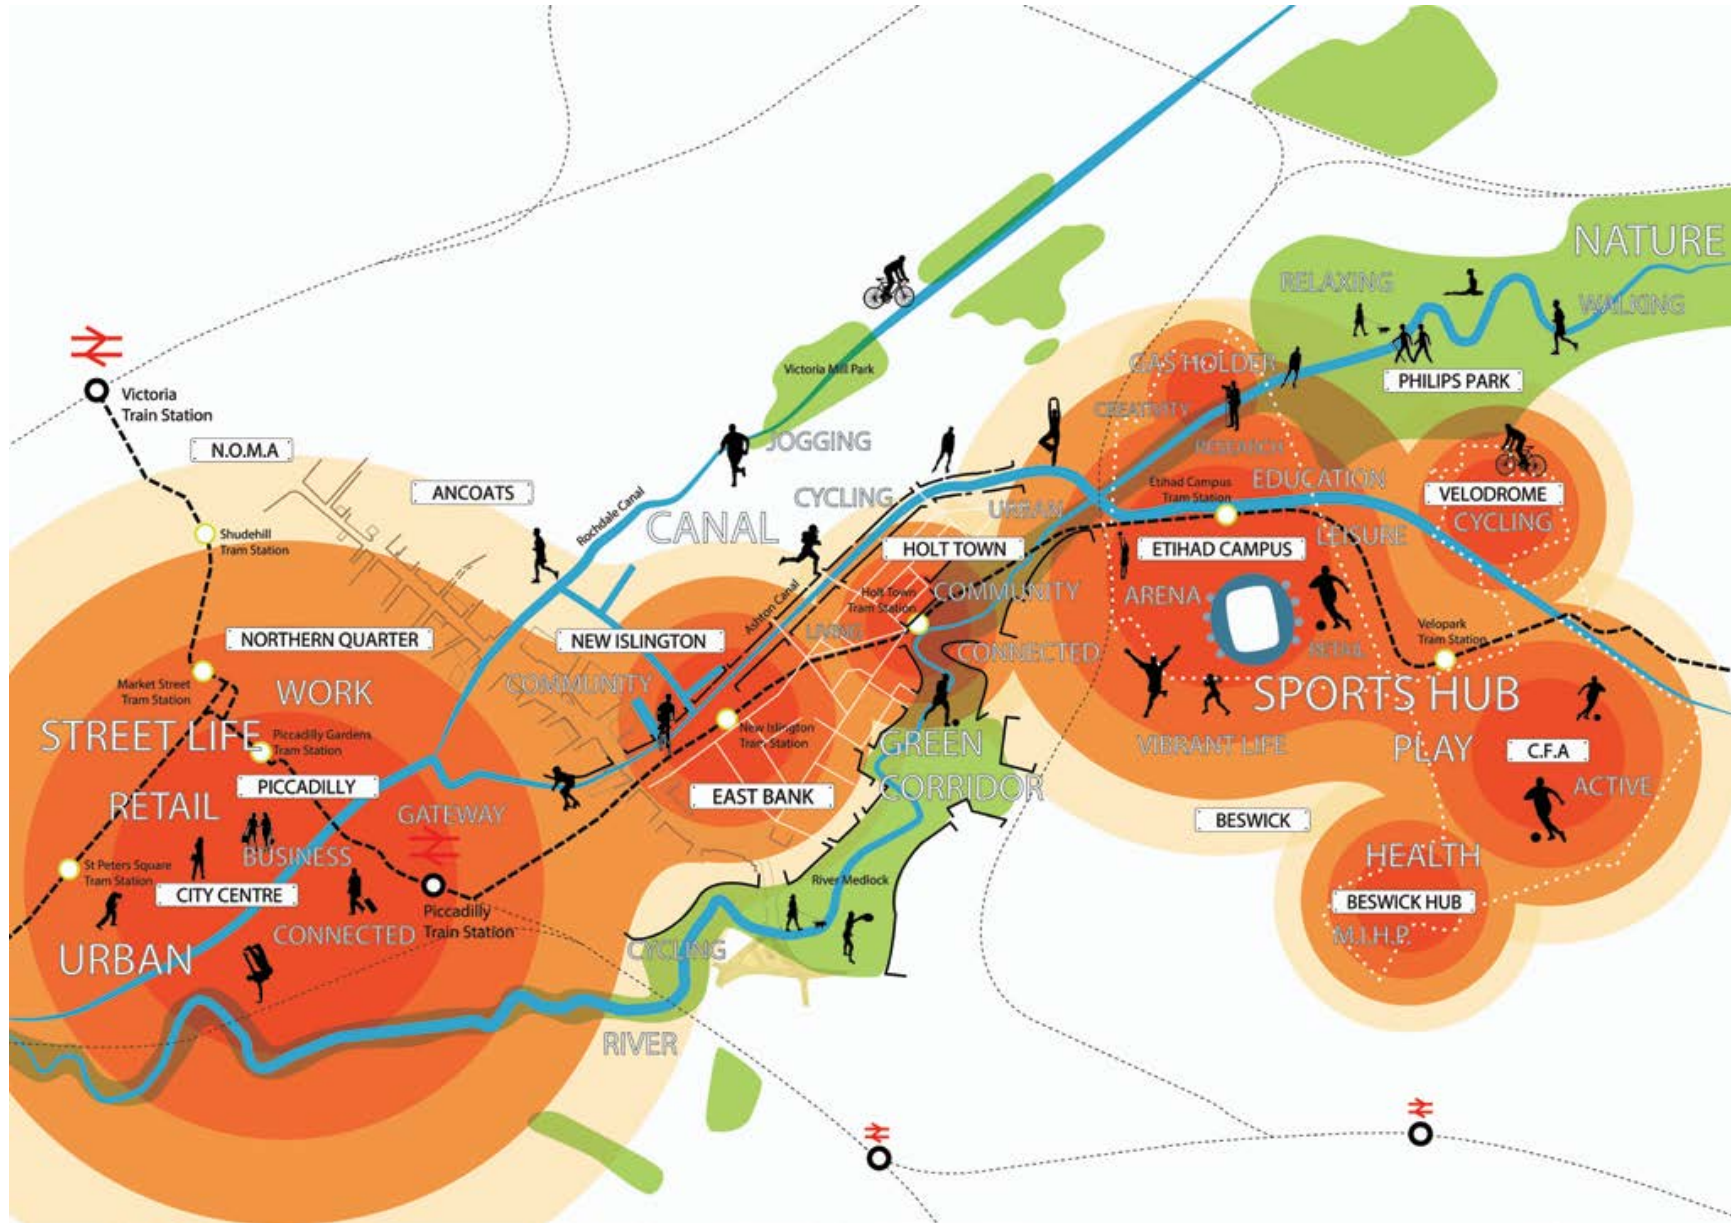 NATURE
RELAXING
WALKING
PHILIPS PARK
GAS HOLDER
Victoria Mill Park
Victoria
Train Station
CREATIVITY
N.O.M.A
JOGGING
RESEARCH
ANCOATS
CYCLING
EDUCATION
Etihad Campus
Tram Station
VELODROME
CYCLING
Rochdale Canal
CANAL
URBAN
Shudehill
Tram Station
HOLT TOWN
ETIHAD CAMPUS
LEISURE
Ashton Canal
Holt Town
Tram Station
COMMUNITY
ARENA
LIVING
NORTHERN QUARTER
NEW ISLINGTON
CONNECTED
RETAIL
Velopark
Tram Station
Market Street
Tram Station
WORK
COMMUNITY
SPORTS HUB
STREET LIFE
Piccadilly Gardens
Tram Station
New Islington
Tram Station
GREEN
CORRIDOR
VIBRANT LIFE
PLAY
C.F.A
PICCADILLY
RETAIL
GATEWAY
EAST BANK
ACTIVE
BESWICK
BUSINESS
HEALTH
St Peters Square
Tram Station
CITY CENTRE
River Medlock
BESWICK HUB
Piccadilly
Train Station
CONNECTED
M.I.H.P.
URBAN
CYCLING
RIVER